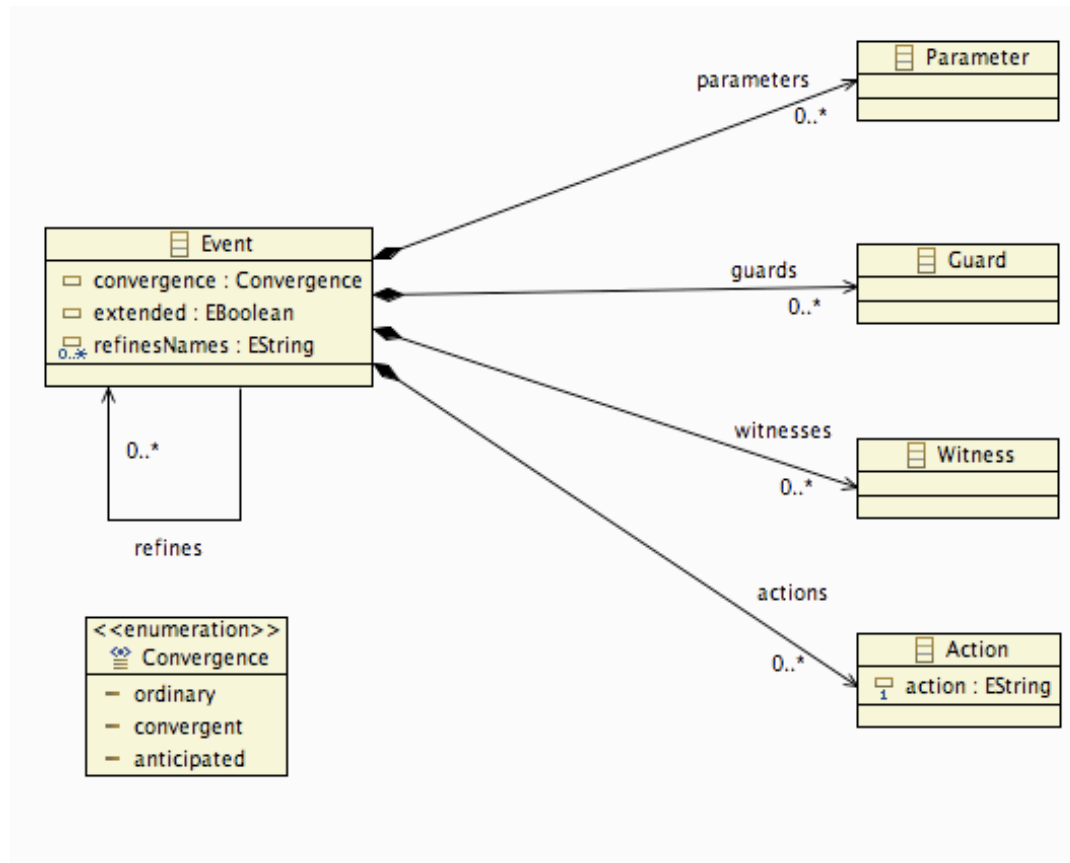 Parameter
parameters
0..*
Event
convergence : Convergence
extended : EBoolean
0..* refinesNames : EString
guards
0..*
Guard
0..*
refines
witnesses
0..*
Witness
actions
0..*
Action
1 action : EString
<<enumeration>>
Convergence
ordinary
convergent
anticipated